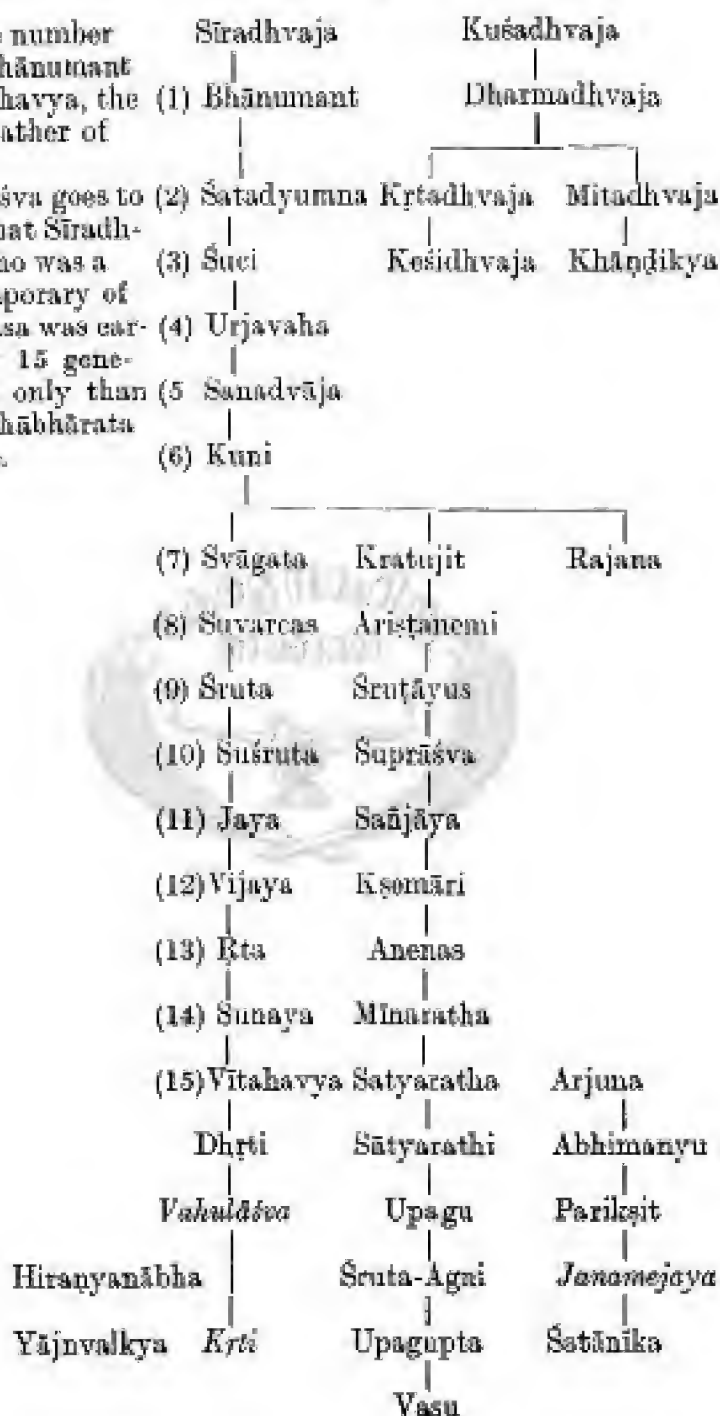 number Sīradhvaja Kuśadhvaja
hānumant
havya, the (1) Bhānumant Dharmadhvaja
ather of
śva goes to (2) Śatadyumna Kṛtadhvaja Mitadhvaja
nat Sīradh-
no was a (3) Śuci Keśidhvaja Khāṇḍikya
porary of
sa was ear- (4) Urjavaha
15 gene-
only than (5 Sanadvāja
hābhārata
(6) Kuni
(7) Svāgata Kratujit Rajana
(8) Suvarcas Ariṣṭanemi
(9) Śruta Śrutāyus
(10) Suśruta Suprāśva
(11) Jaya Sañjāya
(12) Vijaya Kṣemāri
(13) Ṛta Anenas
(14) Sunaya Mīnaratha
(15) Vītahavya Satyaratha Arjuna
Dhṛti Sātyarathi Abhimanyu
Vahulāśva Upagu Parikṣit
Hiraṇyanābha Śruta-Agni Janamejaya
Yājnvalkya Kṛti Upagupta Śatānīka
Vasu